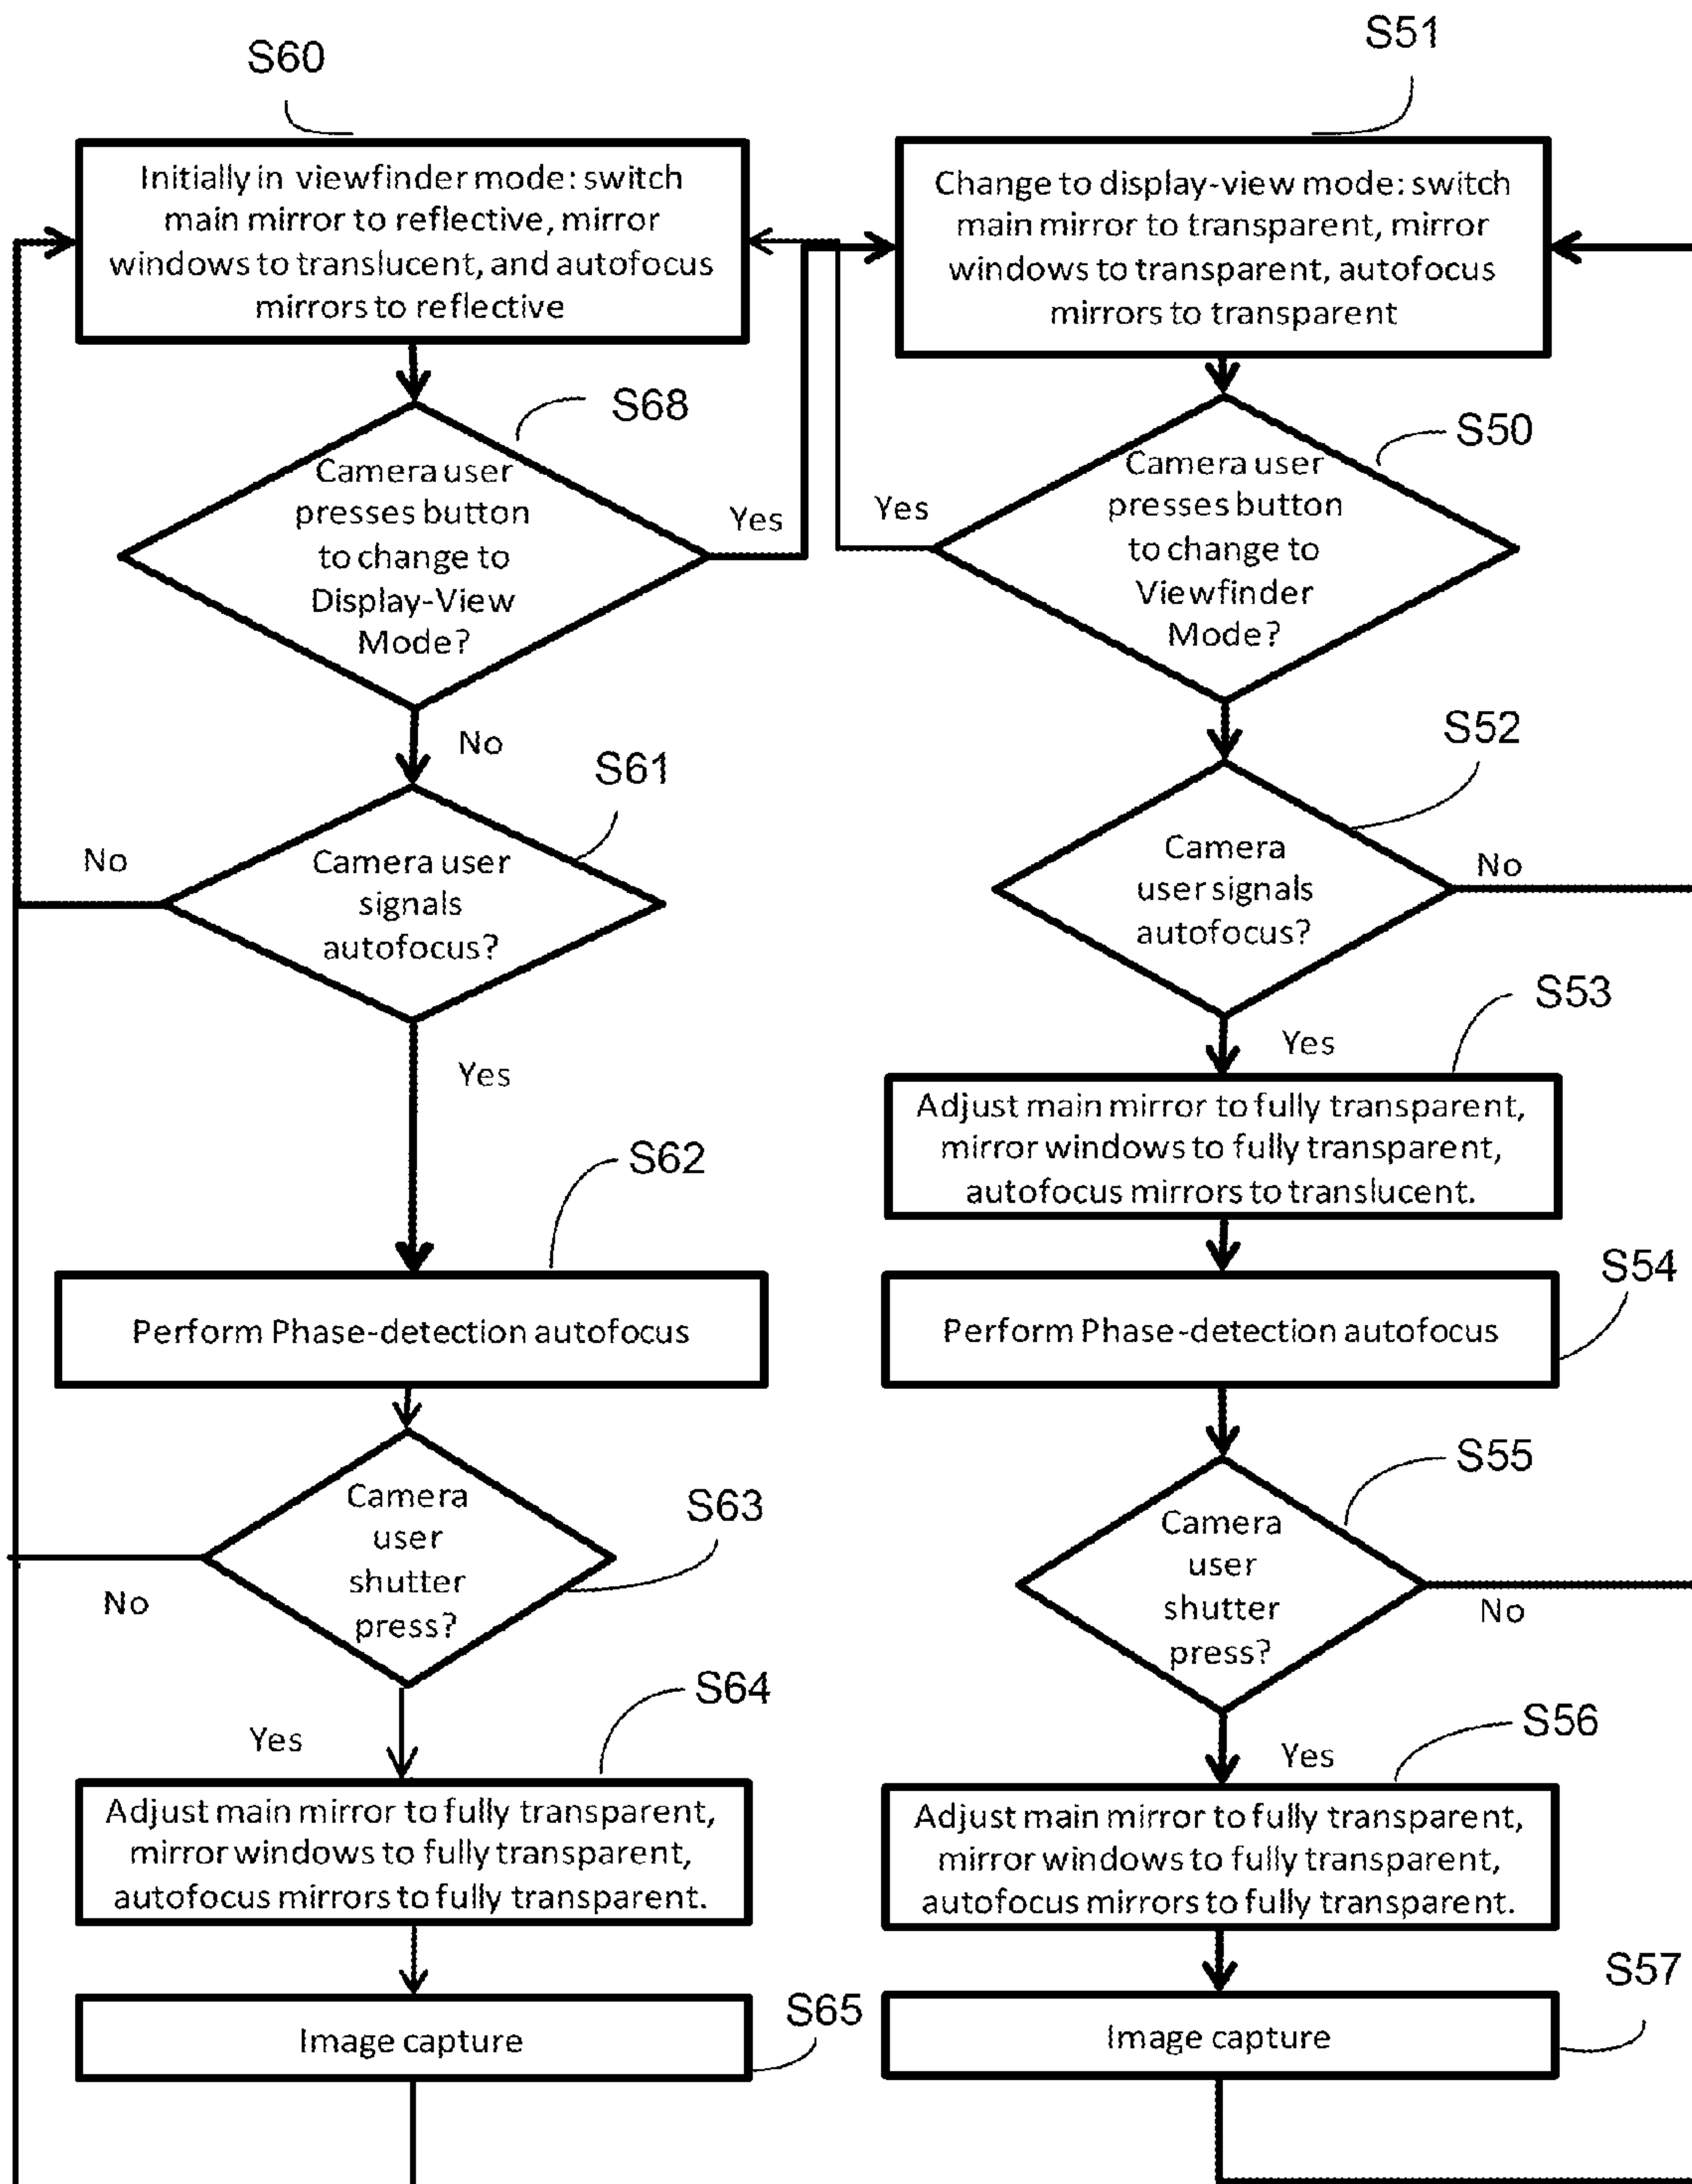 S60
Initially in viewfinder mode: switch
main mirror to reflective, mirror
windows to translucent, and autofocus
mirrors to reflective
S68
Camera user
presses button
to change to
Display-View
Mode?
Yes
No
S61
Camera user
signals
autofocus?
No
Yes
S62
Perform Phase-detection autofocus
S63
Camera
user
shutter
press?
No
Yes
S64
Adjust main mirror to fully transparent,
mirror windows to fully transparent,
autofocus mirrors to fully transparent.
S65
Image capture
S51
Change to display-view mode: switch
main mirror to transparent, mirror
windows to transparent, autofocus
mirrors to transparent
S50
Camera user
presses button
to change to
Viewfinder
Mode?
Yes
S52
Camera
user signals
autofocus?
No
Yes
S53
Adjust main mirror to fully transparent,
mirror windows to fully transparent,
autofocus mirrors to translucent.
S54
Perform Phase-detection autofocus
S55
Camera
user
shutter
press?
No
Yes
S56
Adjust main mirror to fully transparent,
mirror windows to fully transparent,
autofocus mirrors to fully transparent.
S57
Image capture